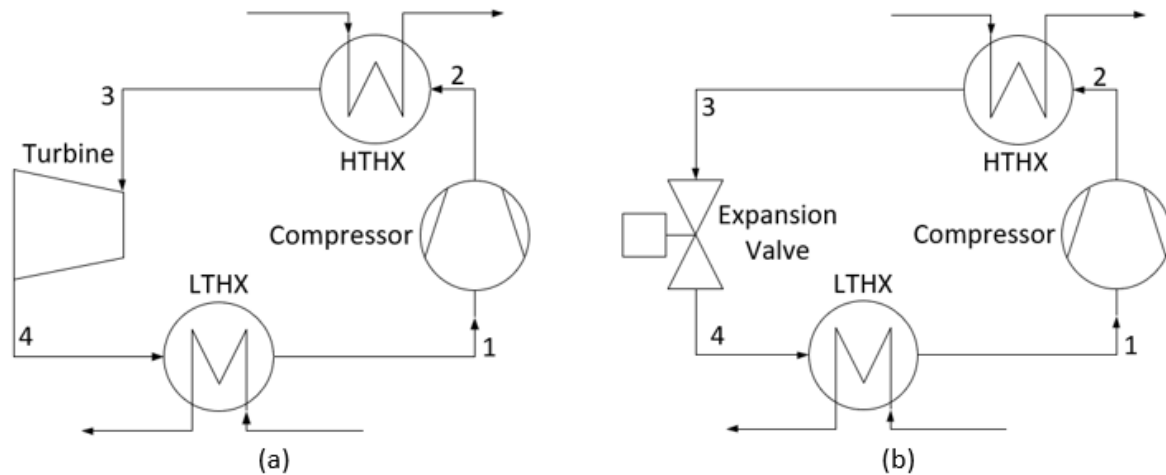 2
3
HTHX
Turbine
Compressor
LTHX
4
1
(a)
2
3
HTHX
Expansion
Valve
Compressor
LTHX
4
1
(b)